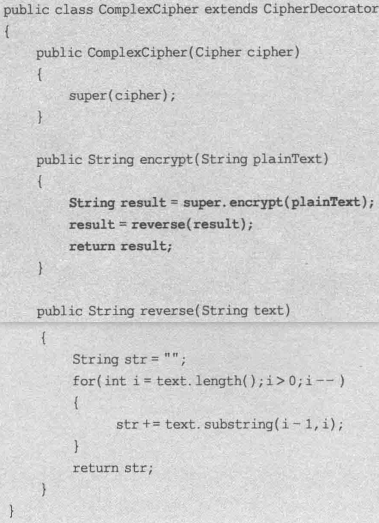 public class ComplexCipher extends CipherDecorator
{
    public ComplexCipher(Cipher cipher)
    {
        super(cipher);
    }

    public String encrypt(String plainText)
    {
        String result = super.encrypt(plainText);
        result = reverse(result);
        return result;
    }

    public String reverse(String text)
    {
        String str = "";
        for(int i = text.length();i>0;i-- )
        {
            str += text.substring(i-1,i);
        }
        return str;
    }
}